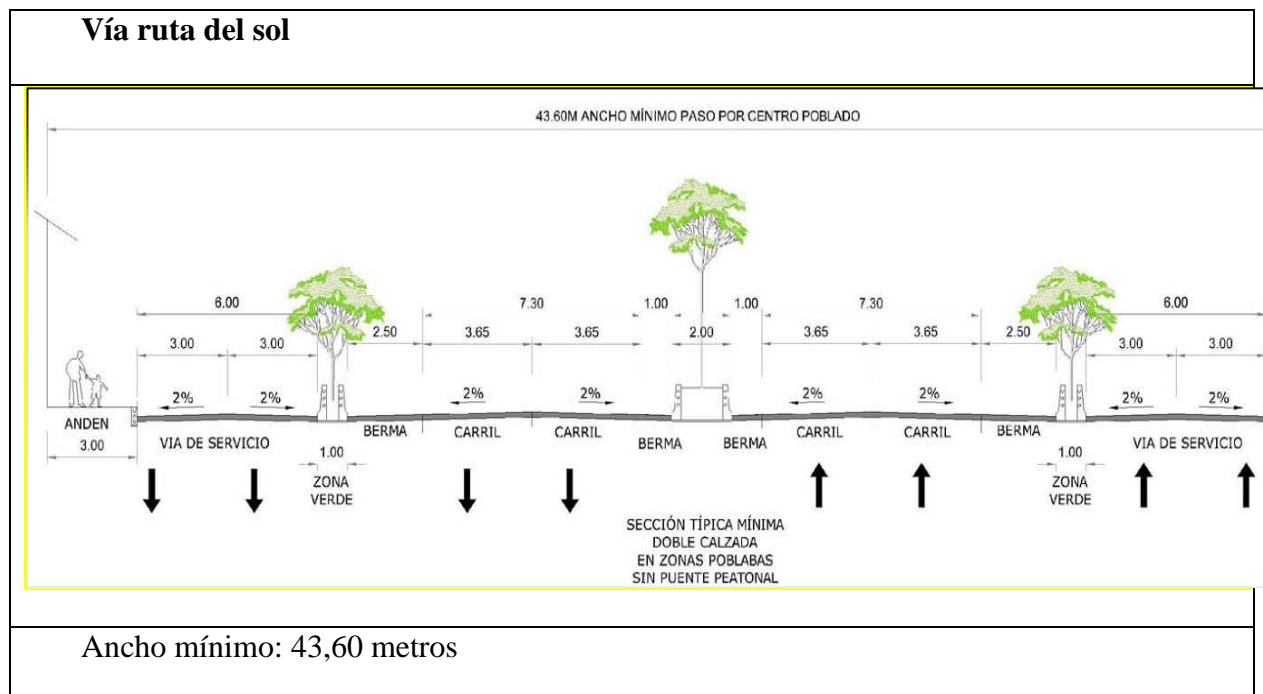 Vía ruta del sol
43.60M ANCHO MÍNIMO PASO POR CENTRO POBLADO
6.00 7.30 1.00 1.00 7.30 6.00
3.00 3.00 2.50 3.65 3.65 2.00 3.65 3.65 2.50 3.00 3.00
2% 2% 2% 2% 2% 2% 2% 2%
ANDEN VIA DE SERVICIO BERMA CARRIL CARRIL BERMA BERMA CARRIL CARRIL BERMA VIA DE SERVICIO
3.00 1.00 1.00
ZONA ZONA
VERDE VERDE
SECCIÓN TÍPICA MÍNIMA
DOBLE CALZADA
EN ZONAS POBLABAS
SIN PUENTE PEATONAL
Ancho mínimo: 43,60 metros